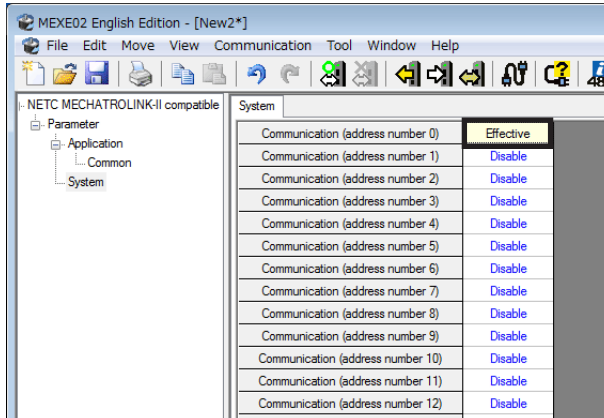 MEXE02 English Edition - [New2*]
File Edit Move View Communication Tool Window Help
NETC MECHATROLINK-II compatible
Parameter
Application
Common
System
System
Communication (address number 0) Effective
Communication (address number 1) Disable
Communication (address number 2) Disable
Communication (address number 3) Disable
Communication (address number 4) Disable
Communication (address number 5) Disable
Communication (address number 6) Disable
Communication (address number 7) Disable
Communication (address number 8) Disable
Communication (address number 9) Disable
Communication (address number 10) Disable
Communication (address number 11) Disable
Communication (address number 12) Disable